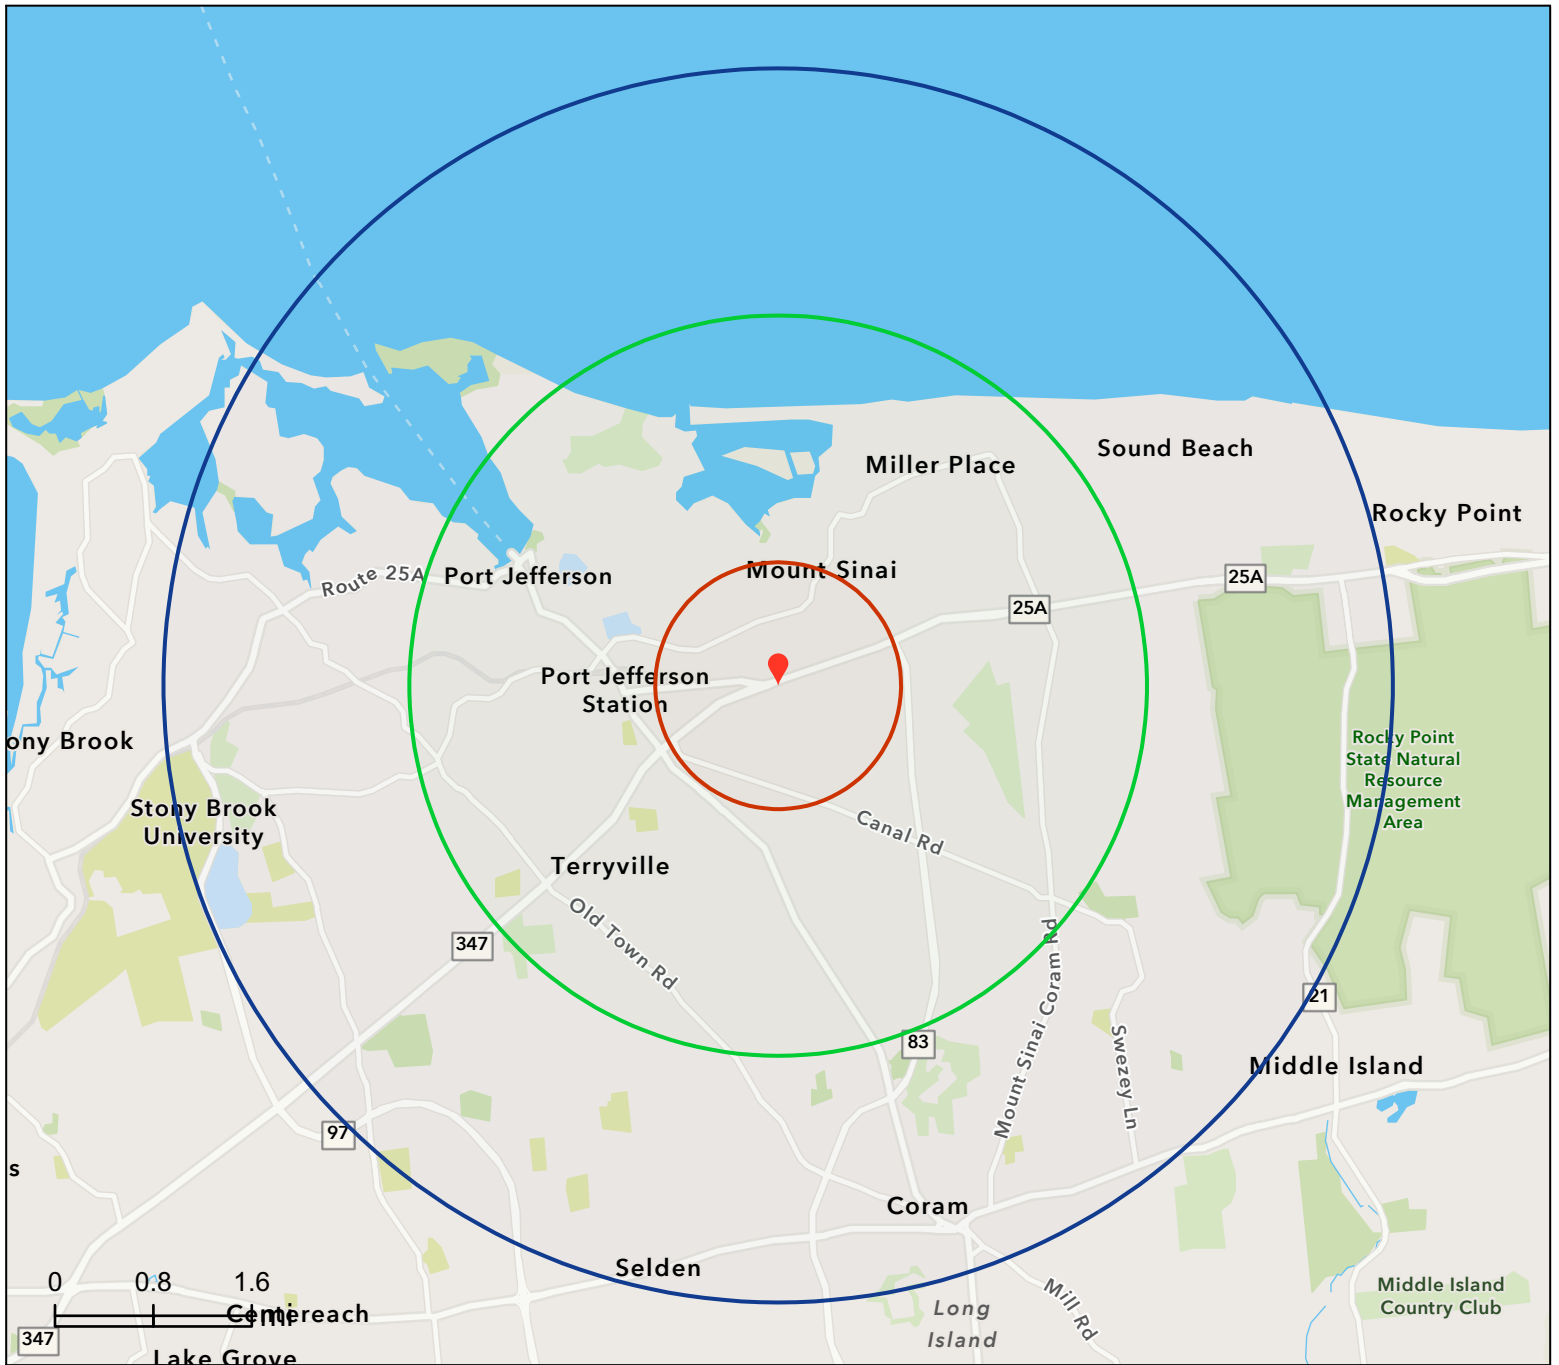 Miller Place
Sound Beach
Rocky Point
Mount Sinai
Route 25A
Port Jefferson
25A
25A
Port Jefferson
Station
ony Brook
Rocky Point
State Natural
Resource
Management
Area
Stony Brook
University
Canal Rd
Terryville
Old Town Rd
347
Mount Sinai Coram Rd
21
83
Swezey Ln
Middle Island
97
s
Coram
Selden
0 0.8 1.6
mi
Centereach
Mill Rd
Long
Island
Middle Island
Country Club
347
Lake Grove